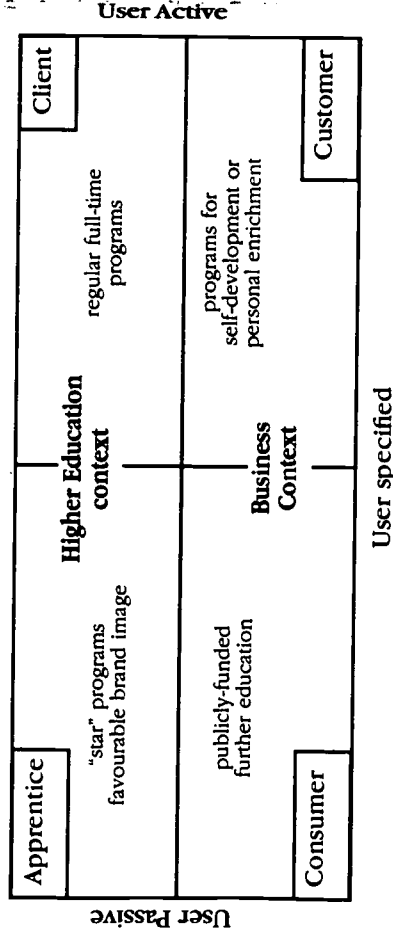 User Active
Apprentice
Client
"star" programs
favourable brand image
Higher Education
context
regular full-time
programs
User Passive
publicly-funded
further education
Business
Context
programs for
self-development or
personal enrichment
Consumer
Customer
User specified